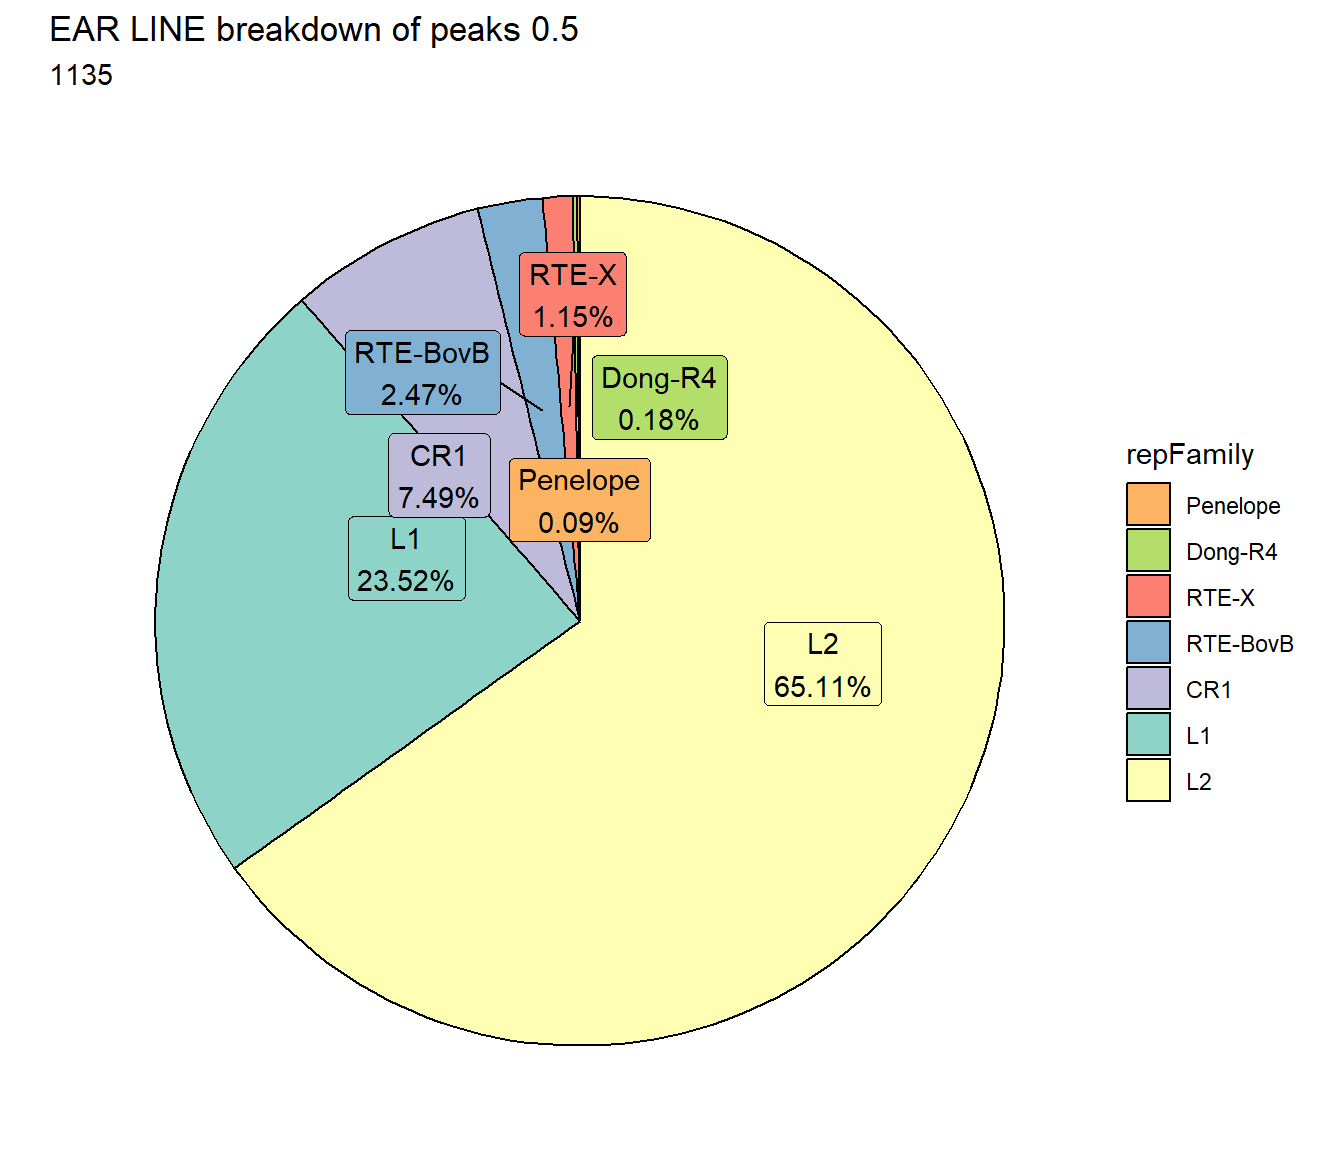 EAR LINE breakdown of peaks 0.5
1135
RTE-X
1.15%
RTE-BovB
2.47%
Dong-R4
0.18%
CR1
7.49%
Penelope
0.09%
L1
23.52%
L2
65.11%
repFamily
Penelope
Dong-R4
RTE-X
RTE-BovB
CR1
L1
L2